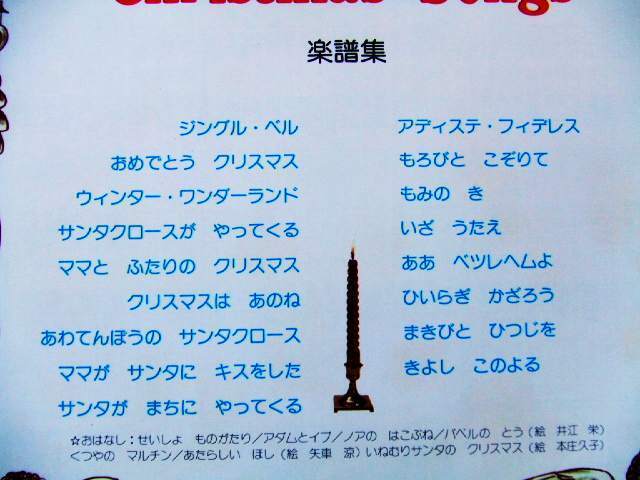 Christmas Songs
楽譜集
ジングル・ベル
おめでとう クリスマス
ウィンター・ワンダーランド
サンタクロースが やってくる
ママと ふたりの クリスマス
クリスマスは あのね
あわてんぼうの サンタクロース
ママが サンタに キスをした
サンタが まちに やってくる
アディステ・フィデレス
もろびと こぞりて
もみの き
いざ うたえ
ああ ベツレヘムよ
ひいらぎ かざろう
まきびと ひつじを
きよし このよる
☆おはなし：せいしょ ものがたり／アダムとイブ／ノアの はこぶね／バベルの とう（絵 井江 栄）
くつやの マルチン／あたらしい ほし（絵 矢車 涼）いねむりサンタの クリスマス（絵 本庄久子）